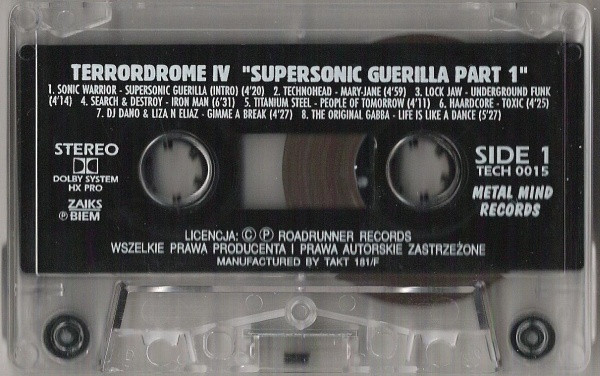 TERRORDROME IV "SUPERSONIC GUERILLA PART 1"
1. SONIC WARRIOR - SUPERSONIC GUERILLA (INTRO) (4'20) 2. TECHNOHEAD - MARY-JANE (4'59) 3. LOCK JAW - UNDERGROUND FUNK
(4'14) 4. SEARCH & DESTROY - IRON MAN (6'31) 5. TITANIUM STEEL - PEOPLE OF TOMORROW (4'11) 6. HAARDCORE - TOXIC (4'25)
7. DJ DANO & LIZA N ELIAZ - GIMME A BREAK (4'27) 8. THE ORIGINAL GABBA - LIFE IS LIKE A DANCE (5'27)
STEREO
DOLBY SYSTEM
HX PRO
ZAIKS
Ⓟ BIEM
SIDE 1
TECH 0015
METAL MIND
RECORDS
LICENCJA: © Ⓟ ROADRUNNER RECORDS
WSZELKIE PRAWA PRODUCENTA I PRAWA AUTORSKIE ZASTRZEŻONE
MANUFACTURED BY TAKT 181/F